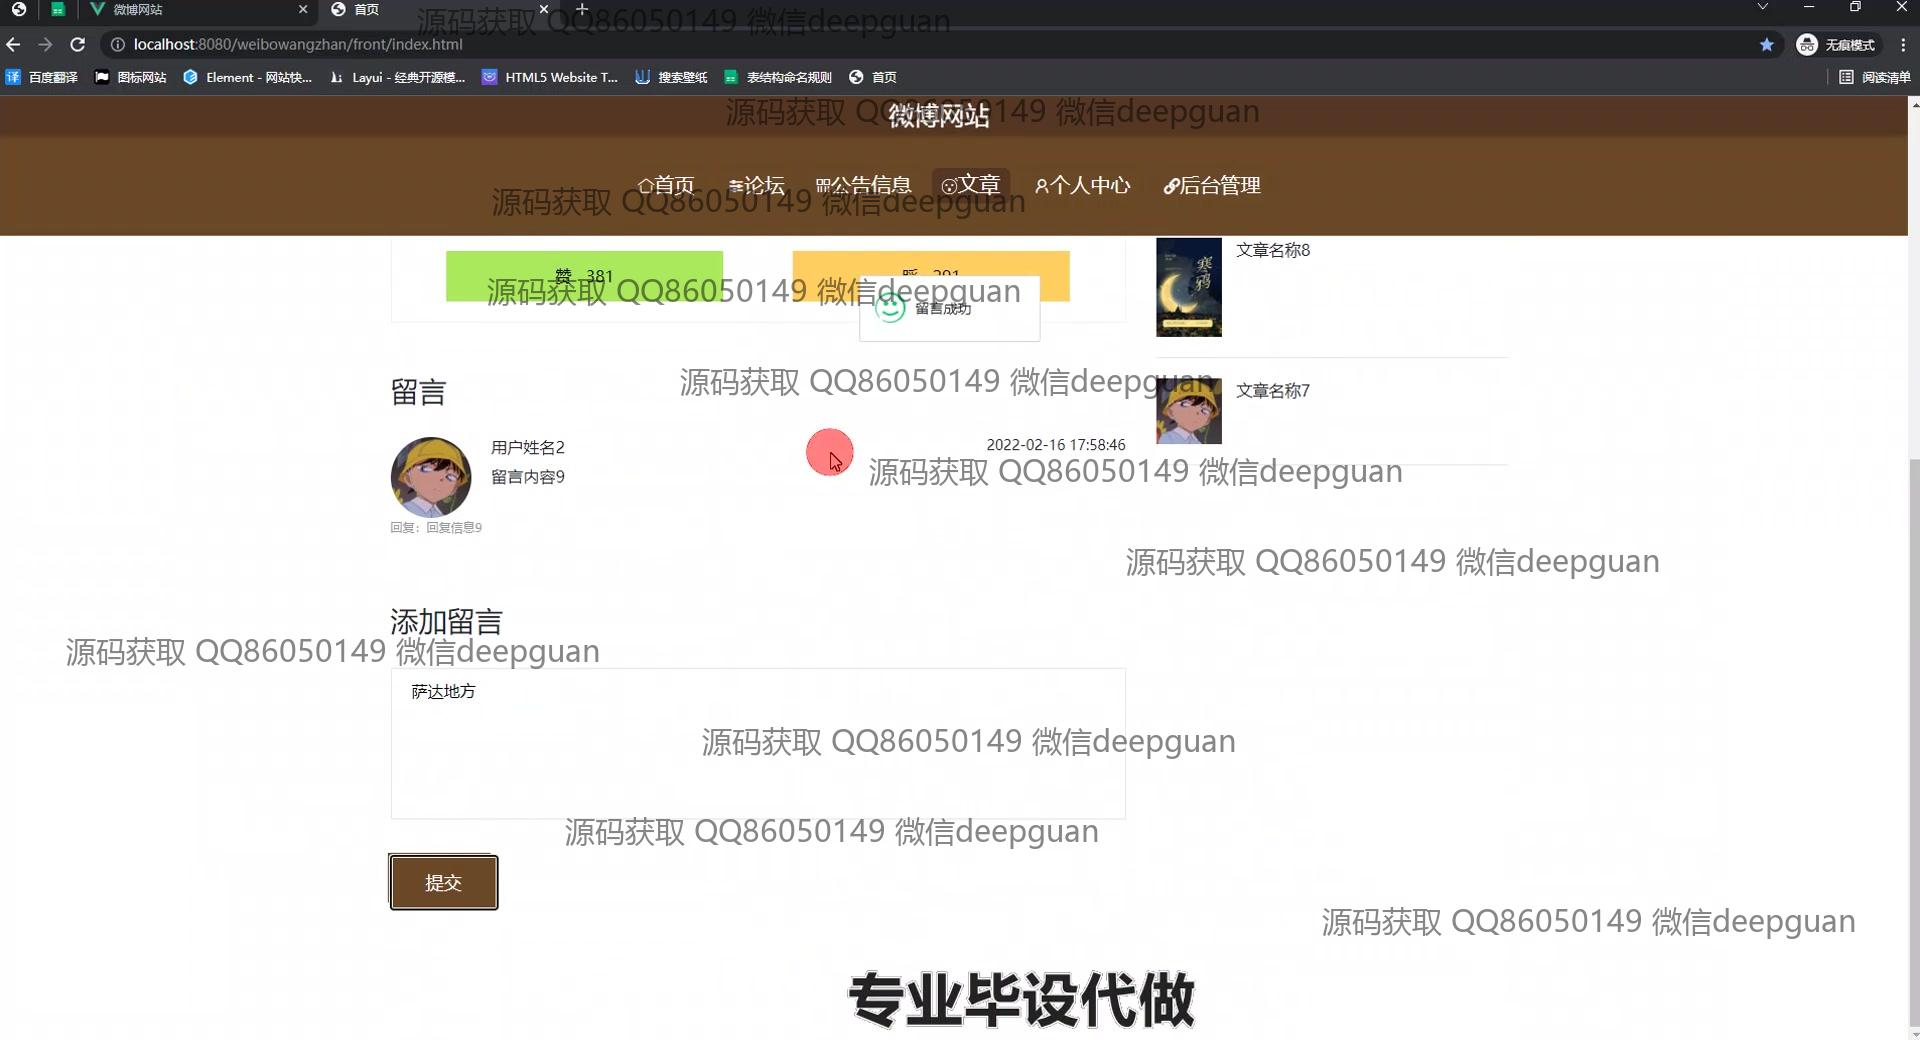 微博网站
首页
源码获取 QQ86050149 微信deepguan
localhost:8080/weibowangzhan/front/index.html
无痕模式
百度翻译
图标网站
Element - 网站快...
Layui - 经典开源模...
HTML5 Website T...
搜索壁纸
表结构命名规则
首页
阅读清单
源码获取 QQ86050149 微信deepguan
微博网站
首页
论坛
公告信息
文章
个人中心
后台管理
源码获取 QQ86050149 微信deepguan
文章名称8
赞 381
踩 291
源码获取 QQ86050149 微信deepguan
留言成功
源码获取 QQ86050149 微信deepguan
留言
文章名称7
用户姓名2
2022-02-16 17:58:46
源码获取 QQ86050149 微信deepguan
留言内容9
回复：回复信息9
源码获取 QQ86050149 微信deepguan
添加留言
源码获取 QQ86050149 微信deepguan
萨达地方
源码获取 QQ86050149 微信deepguan
源码获取 QQ86050149 微信deepguan
提交
源码获取 QQ86050149 微信deepguan
专业毕设代做